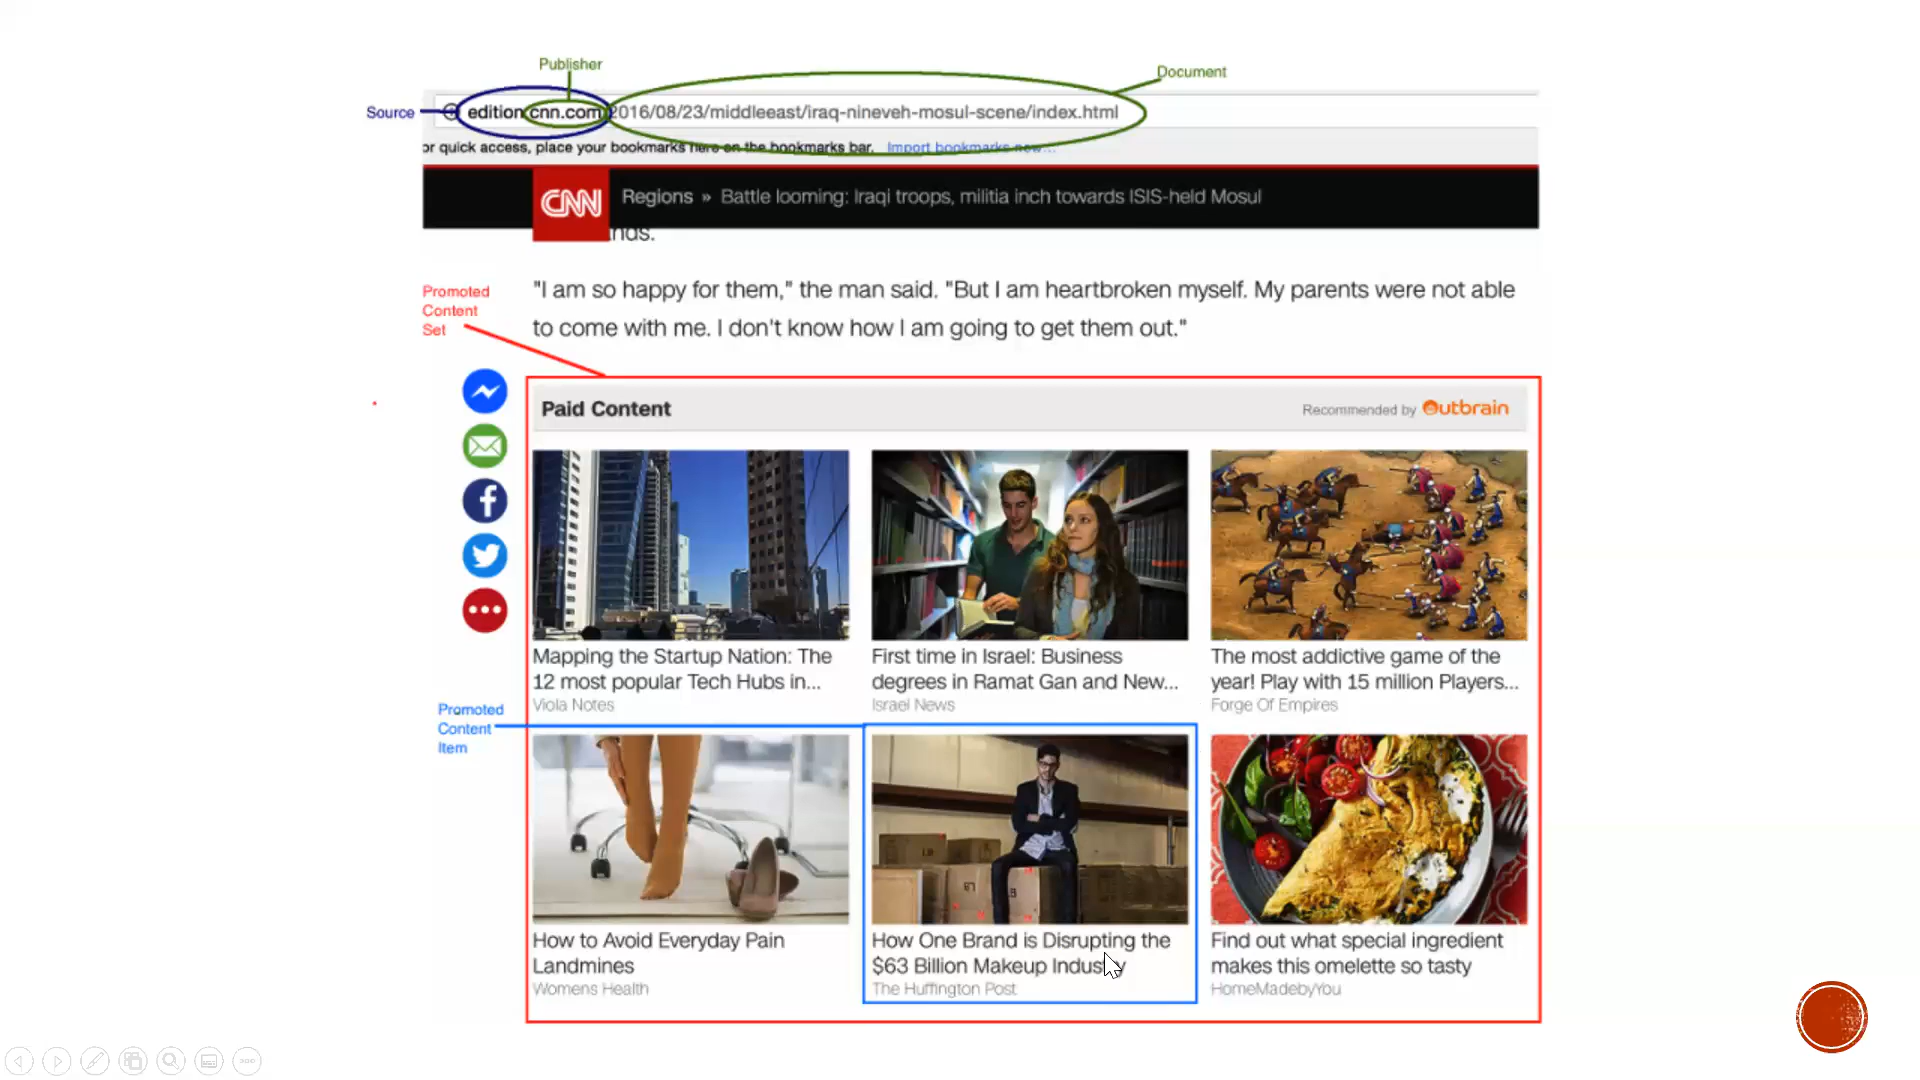 Publisher
Document
Source
edition.cnn.com/2016/08/23/middleeast/iraq-nineveh-mosul-scene/index.html
or quick access, place your bookmarks here on the bookmarks bar. Import bookmarks now...
CNN Regions » Battle looming: Iraqi troops, militia inch towards ISIS-held Mosul
nds.
"I am so happy for them," the man said. "But I am heartbroken myself. My parents were not able
to come with me. I don't know how I am going to get them out."
Promoted
Content
Set
Paid Content
Recommended by Outbrain
Mapping the Startup Nation: The
12 most popular Tech Hubs in...
Viola Notes
First time in Israel: Business
degrees in Ramat Gan and New...
Israel News
The most addictive game of the
year! Play with 15 million Players...
Forge Of Empires
Promoted
Content
Item
How to Avoid Everyday Pain
Landmines
Womens Health
How One Brand is Disrupting the
$63 Billion Makeup Industry
The Huffington Post
Find out what special ingredient
makes this omelette so tasty
HomeMadebyYou